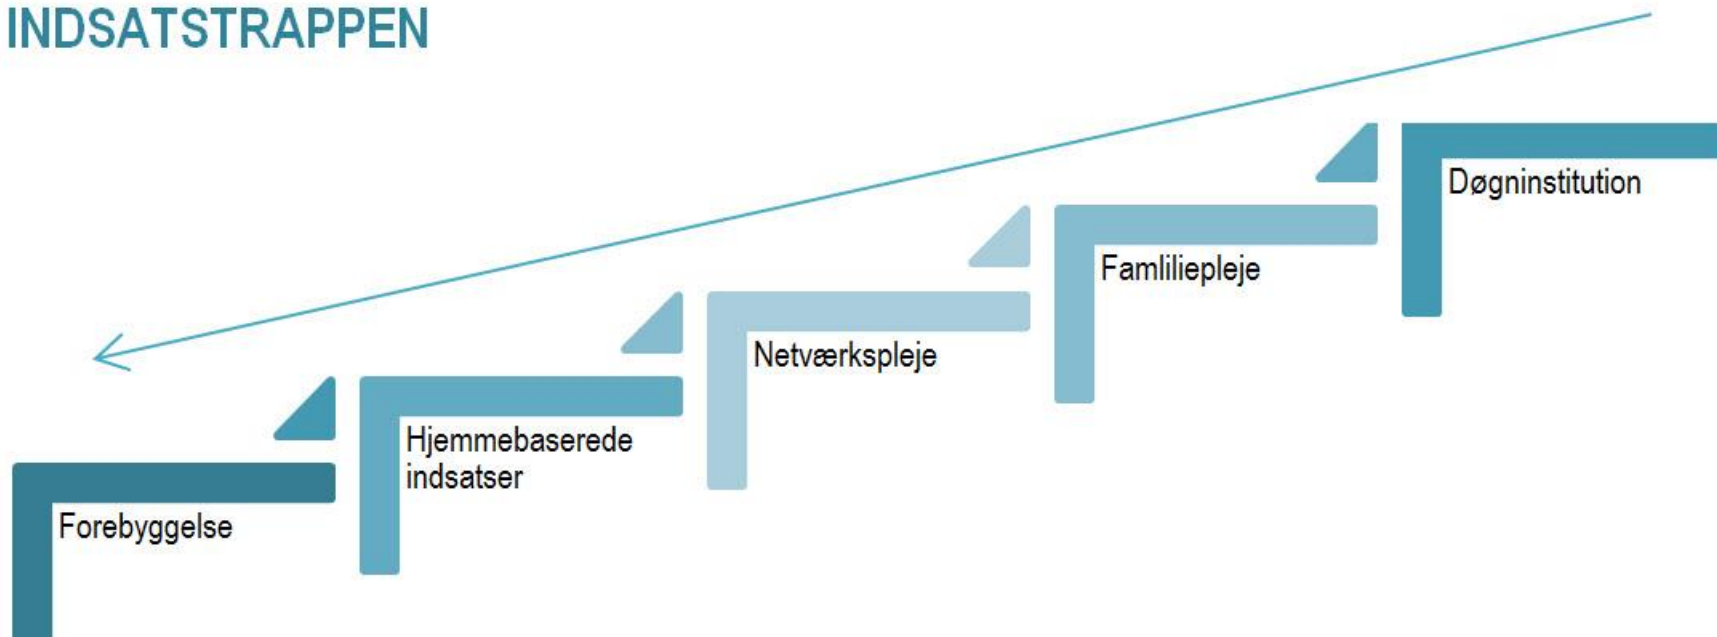 INDSATSTRAPPEN
Døgninstitution
Famliliepleje
Netværkspleje
Hjemmebaserede
indsatser
Forebyggelse